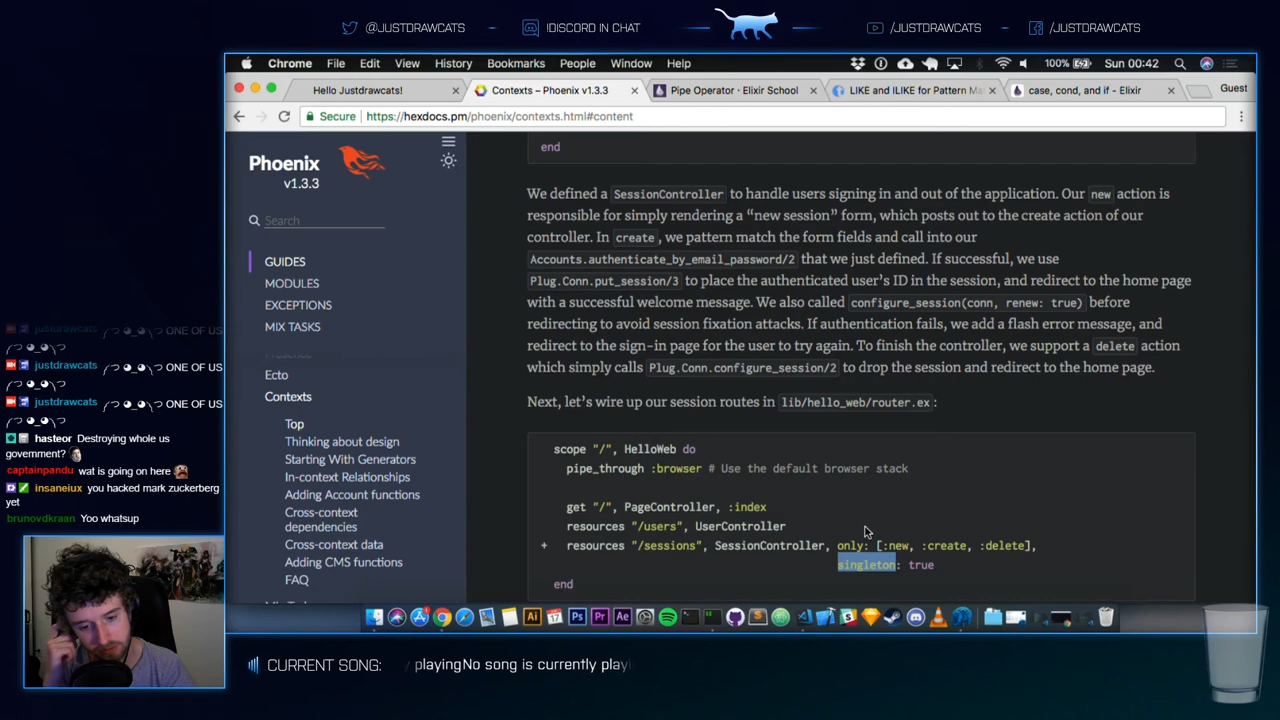 @JUSTDRAWCATS
!DISCORD IN CHAT
/JUSTDRAWCATS
/JUSTDRAWCATS
Chrome File Edit View History Bookmarks People Window Help
100% Sun 00:42
Hello Justdrawcats!
Contexts – Phoenix v1.3.3
Pipe Operator · Elixir School
LIKE and ILIKE for Pattern Ma
case, cond, and if - Elixir
Guest
Secure https://hexdocs.pm/phoenix/contexts.html#content
Phoenix
v1.3.3
Search
GUIDES
MODULES
EXCEPTIONS
MIX TASKS
Presence
Ecto
Contexts
Top
Thinking about design
Starting With Generators
In-context Relationships
Adding Account functions
Cross-context
dependencies
Cross-context data
Adding CMS functions
FAQ
end
We defined a SessionController to handle users signing in and out of the application. Our new action is
responsible for simply rendering a “new session” form, which posts out to the create action of our
controller. In create, we pattern match the form fields and call into our
Accounts.authenticate_by_email_password/2 that we just defined. If successful, we use
Plug.Conn.put_session/3 to place the authenticated user’s ID in the session, and redirect to the home page
with a successful welcome message. We also called configure_session(conn, renew: true) before
redirecting to avoid session fixation attacks. If authentication fails, we add a flash error message, and
redirect to the sign-in page for the user to try again. To finish the controller, we support a delete action
which simply calls Plug.Conn.configure_session/2 to drop the session and redirect to the home page.
Next, let’s wire up our session routes in lib/hello_web/router.ex:
scope "/", HelloWeb do
pipe_through :browser # Use the default browser stack
get "/", PageController, :index
resources "/users", UserController
+ resources "/sessions", SessionController, only: [:new, :create, :delete],
singleton: true
end
justdrawcats ONE OF US
justdrawcats ONE OF US
justdrawcats ONE OF US
hasteor Destroying whole us
government?
captainpandu wat is going on here
insaneiux you hacked mark zuckerberg
yet
brunovdkraan Yoo whatsup
CURRENT SONG:
/ playingNo song is currently playi